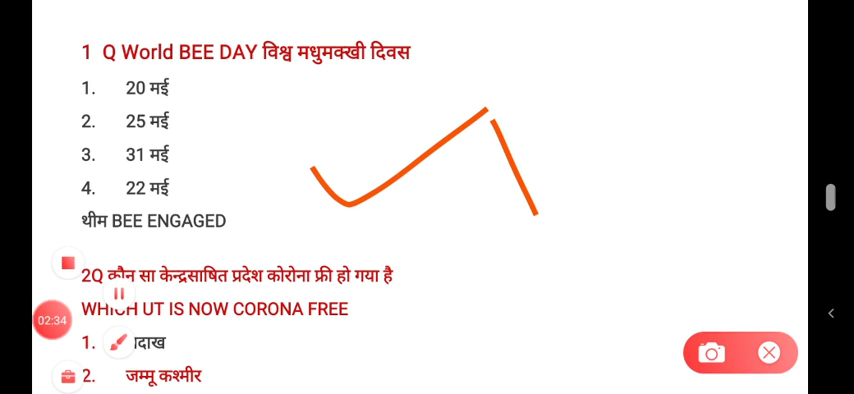 1 Q World BEE DAY विश्व मधुमक्खी दिवस
1. 20 मई
2. 25 मई
3. 31 मई
4. 22 मई
थीम BEE ENGAGED
2Q कौन सा केन्द्रसाषित प्रदेश कोरोना फ्री हो गया है
WHICH UT IS NOW CORONA FREE
02:34
1.
2. जम्मू कश्मीर